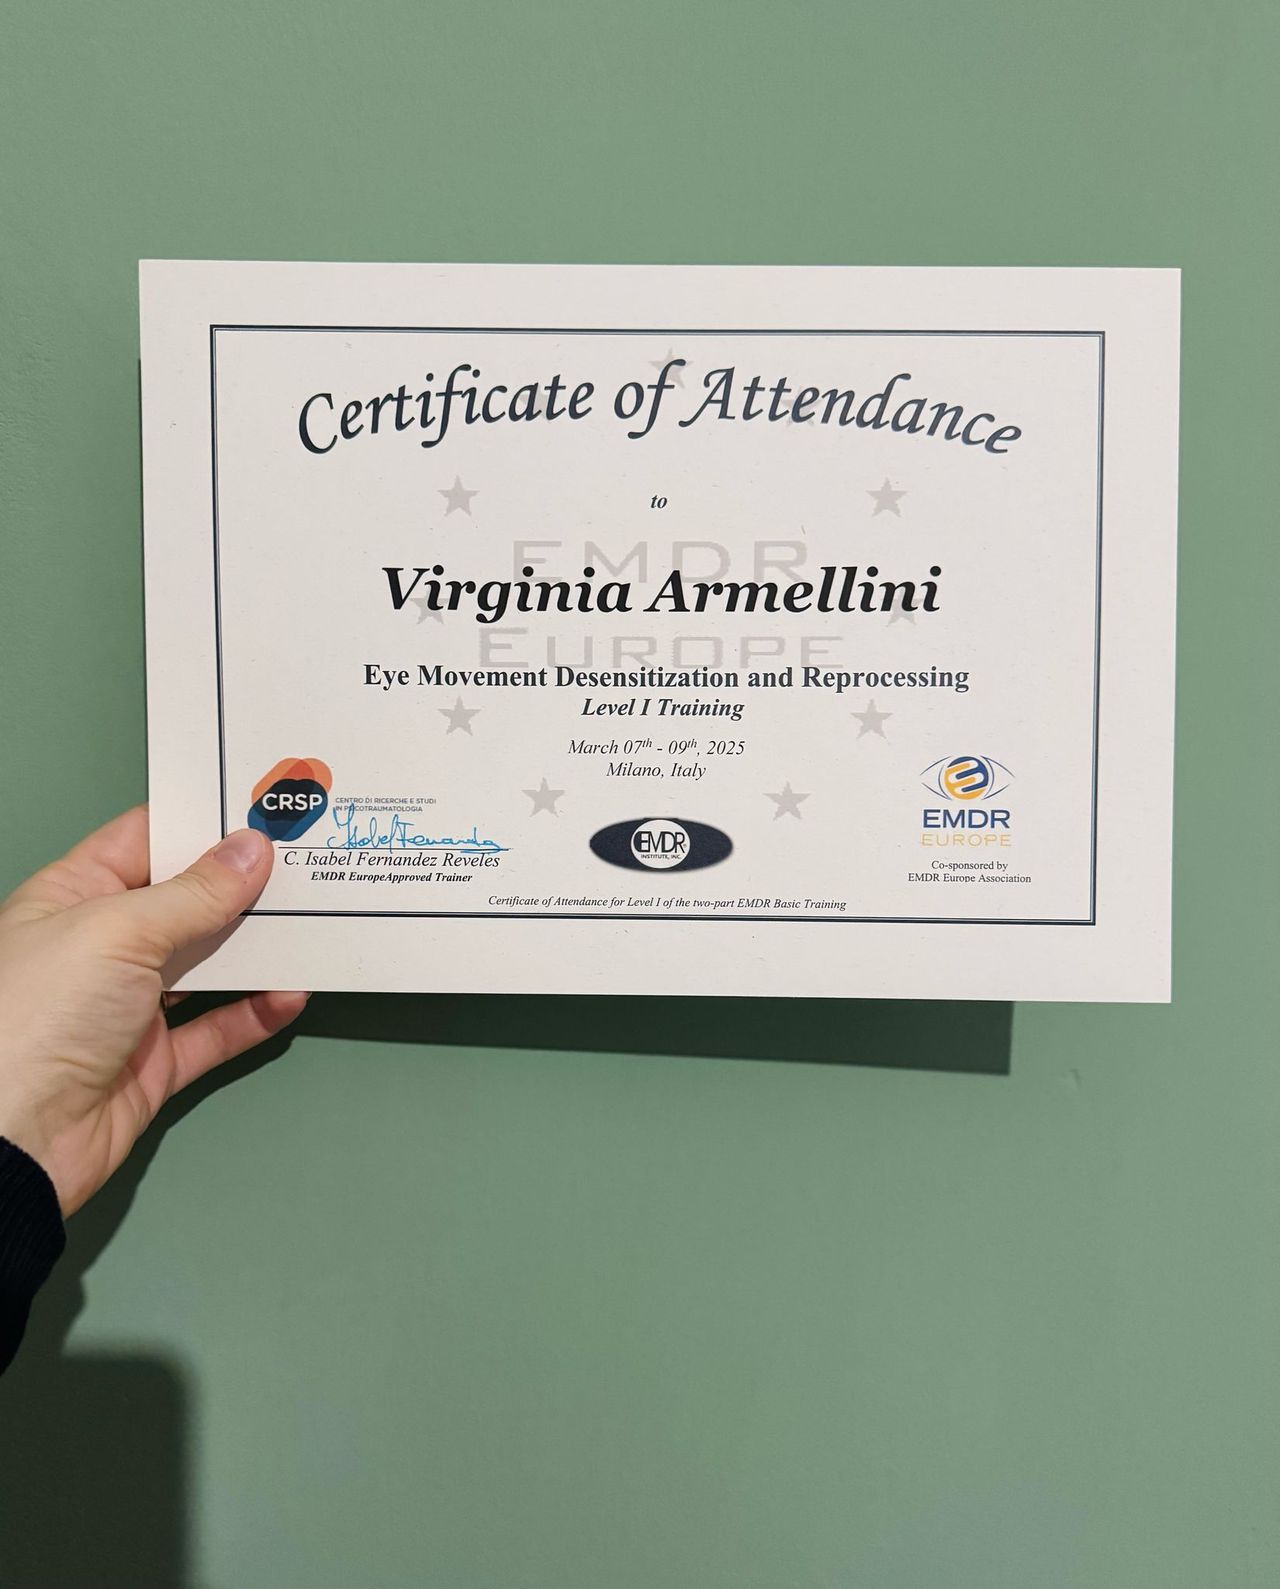 Certificate of Attendance
to
EMDR
Virginia Armellini
EUROPE
Eye Movement Desensitization and Reprocessing
Level I Training
March 07th - 09th, 2025
Milano, Italy
CRSP
CENTRO DI RICERCHE E STUDI
IN PSICOTRAUMATOLOGIA
Isabel Fernandez
C. Isabel Fernandez Reveles
EMDR EuropeApproved Trainer
EMDR
INSTITUTE, INC.
EMDR
EUROPE
Co-sponsored by
EMDR Europe Association
Certificate of Attendance for Level I of the two-part EMDR Basic Training